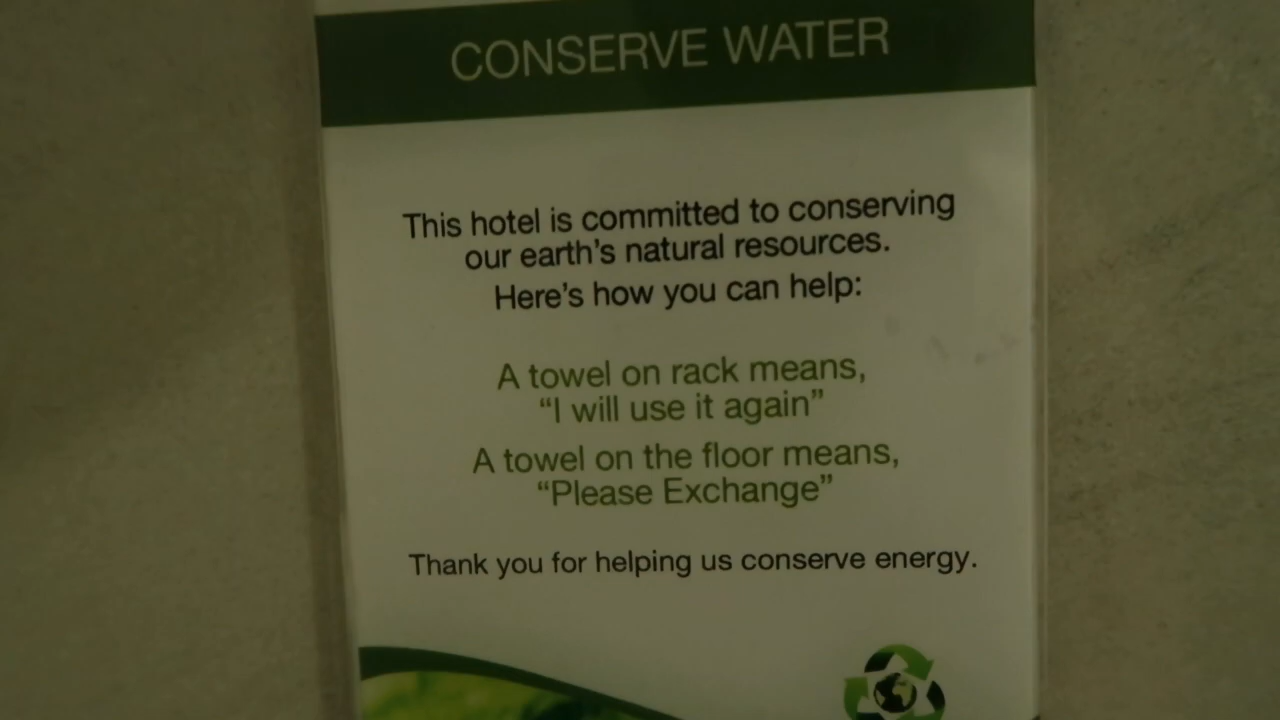 CONSERVE WATER
This hotel is committed to conserving
our earth's natural resources.
Here's how you can help:
A towel on rack means,
“I will use it again”
A towel on the floor means,
“Please Exchange”
Thank you for helping us conserve energy.